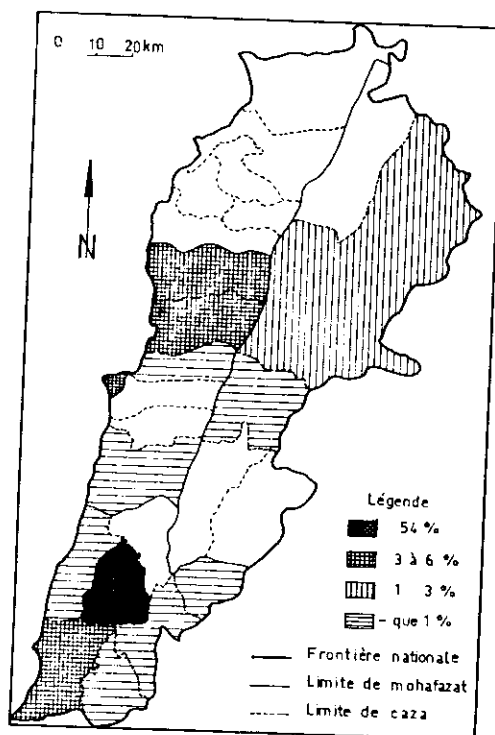 0 10 20km
N
Légende
54 %
3 à 6 %
1 3 %
- que 1 %
Frontière nationale
Limite de mohafazat
Limite de caza